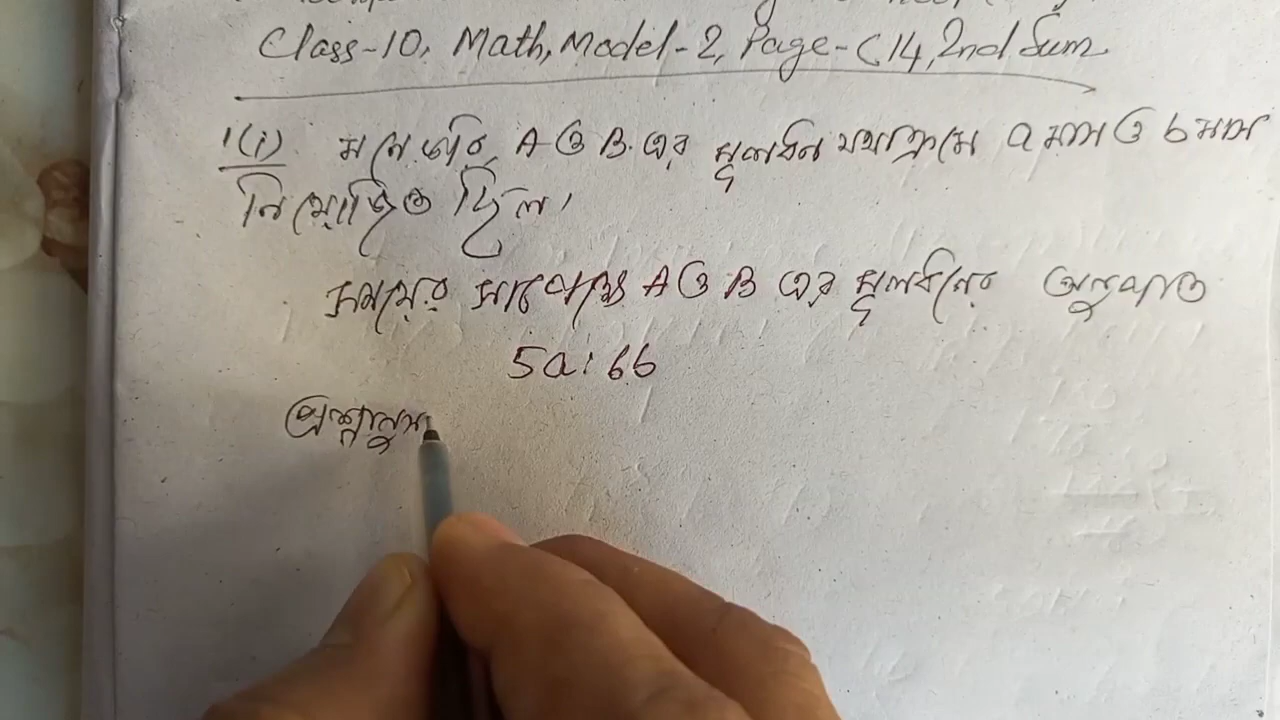 Class-10, Math, Model-2, Page-C14, 2nd Sum
1(i) মনে করি, A ও B এর মূলধন যথাক্রমে a মাস ও b মাস
নিয়োজিত ছিল।
সময়ের সাপেক্ষে A ও B এর মূলধনের অনুপাত
5a:6b
প্রশ্নানুস